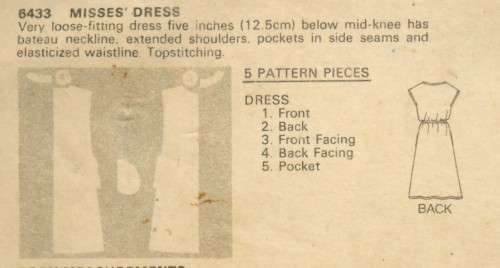 6433 MISSES' DRESS
Very loose-fitting dress five inches (12.5cm) below mid-knee has
bateau neckline, extended shoulders, pockets in side seams and
elasticized waistline. Topstitching.
5 PATTERN PIECES
DRESS
1. Front
2. Back
3. Front Facing
4. Back Facing
5. Pocket
BACK